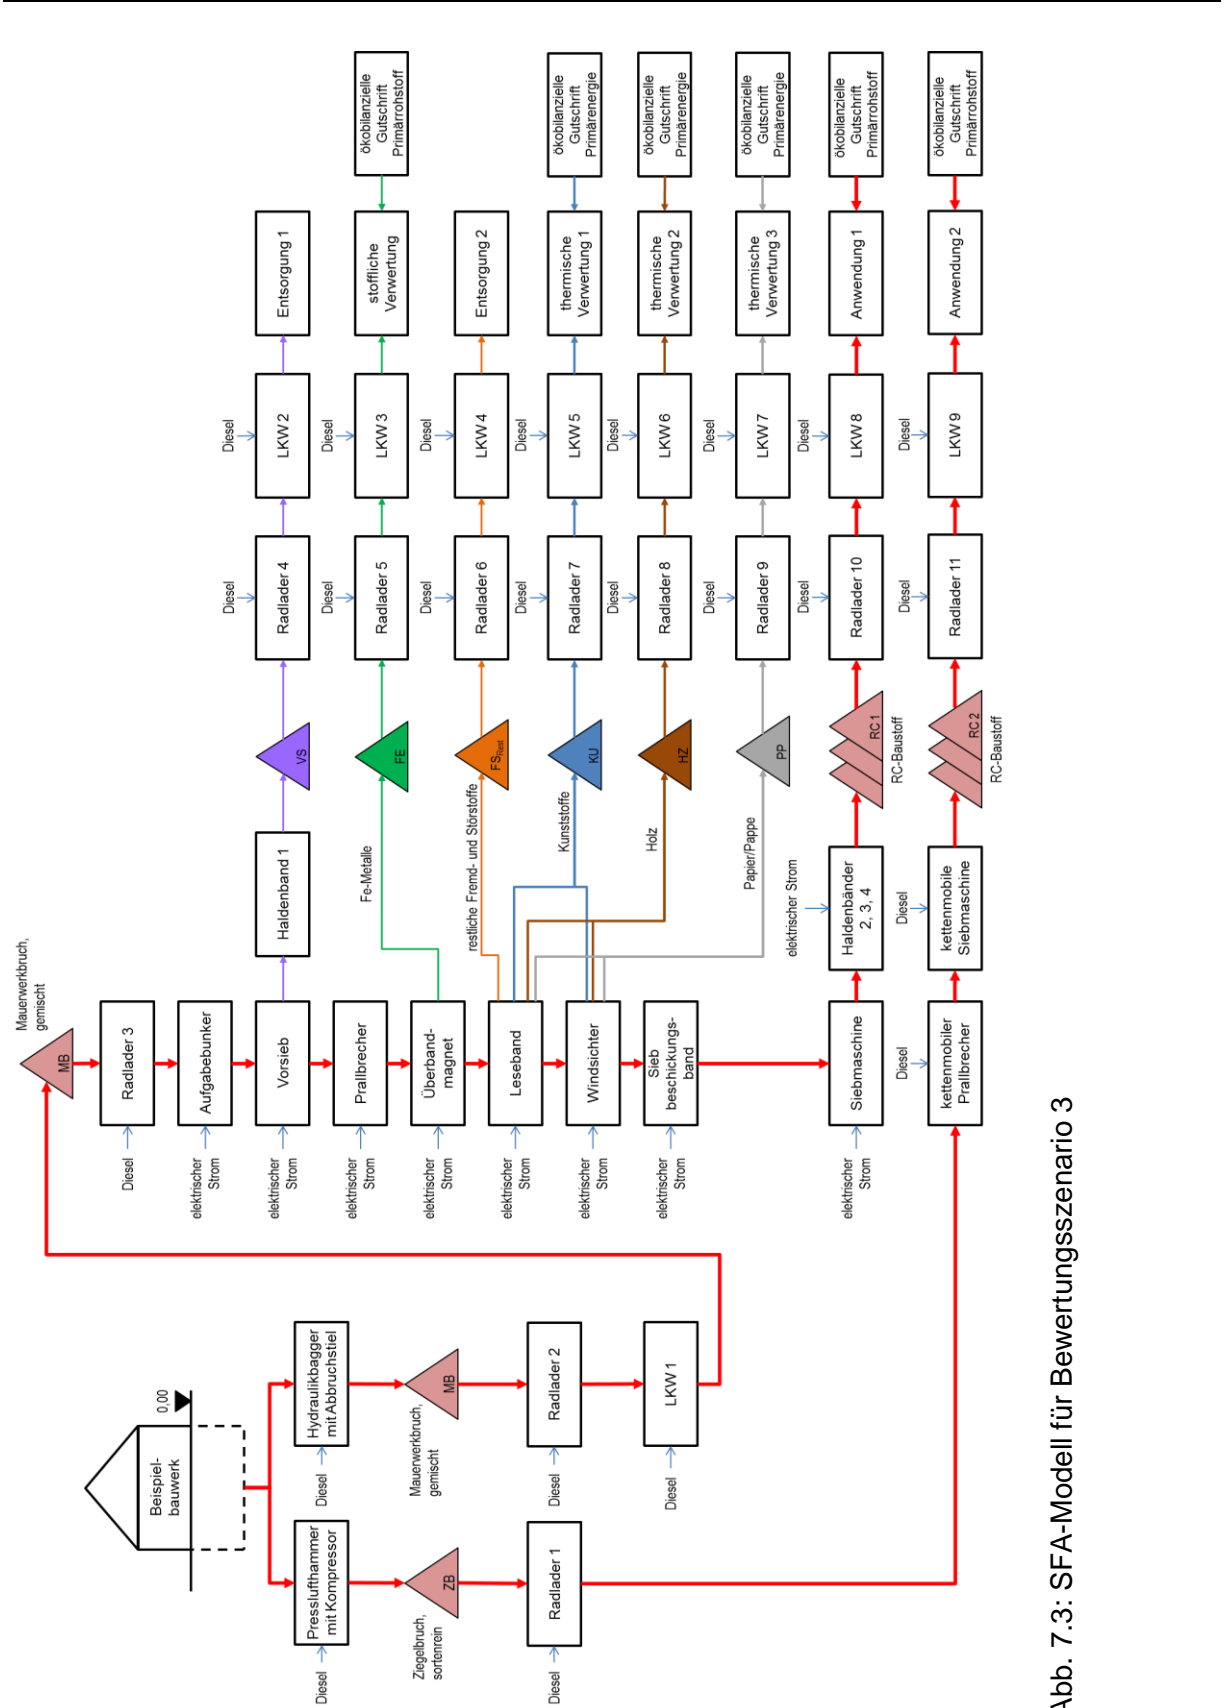 Beispiel-
bauwerk
0,00
Diesel
Presslufthammer
mit Kompressor
Diesel
Hydraulikbagger
mit Abbruchstiel
Ziegelbruch,
sortenrein
ZB
Mauerwerkbruch,
gemischt
MB
Diesel
Radlader 1
Diesel
Radlader 2
Diesel
LKW 1
Mauerwerkbruch,
gemischt
MB
Diesel
Radlader 3
elektrischer
Strom
Aufgabebunker
elektrischer
Strom
Vorsieb
Haldenband 1
VS
Diesel
Radlader 4
Diesel
LKW 2
Entsorgung 1
elektrischer
Strom
Prallbrecher
elektrischer
Strom
Überband-
magnet
Fe-Metalle
FE
Diesel
Radlader 5
Diesel
LKW 3
stoffliche
Verwertung
ökobilanzielle
Gutschrift
Primärrohstoff
elektrischer
Strom
Leseband
restliche Fremd- und Störstoffe
FSRest
Diesel
Radlader 6
Diesel
LKW 4
Entsorgung 2
elektrischer
Strom
Windsichter
Kunststoffe
KU
Diesel
Radlader 7
Diesel
LKW 5
thermische
Verwertung 1
ökobilanzielle
Gutschrift
Primärenergie
elektrischer
Strom
Sieb
beschickungs-
band
Holz
HZ
Diesel
Radlader 8
Diesel
LKW 6
thermische
Verwertung 2
ökobilanzielle
Gutschrift
Primärenergie
Papier/Pappe
PP
Diesel
Radlader 9
Diesel
LKW 7
thermische
Verwertung 3
ökobilanzielle
Gutschrift
Primärenergie
elektrischer
Strom
Siebmaschine
elektrischer Strom
Haldenbänder
2, 3, 4
RC 1
RC-Baustoff
Diesel
Radlader 10
Diesel
LKW 8
Anwendung 1
ökobilanzielle
Gutschrift
Primärrohstoff
Diesel
kettenmobiler
Prallbrecher
Diesel
kettenmobile
Siebmaschine
RC 2
RC-Baustoff
Diesel
Radlader 11
Diesel
LKW 9
Anwendung 2
ökobilanzielle
Gutschrift
Primärrohstoff
Abb. 7.3: SFA-Modell für Bewertungsszenario 3